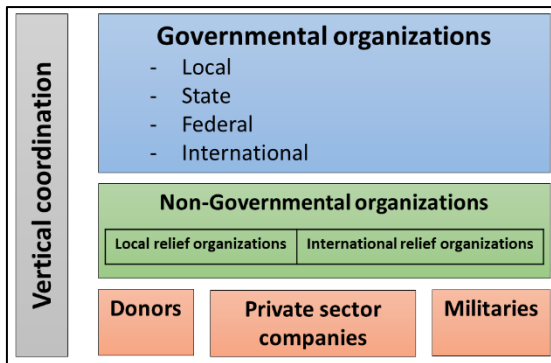 Vertical coordination
Governmental organizations
- Local
- State
- Federal
- International
Non-Governmental organizations
Local relief organizations
International relief organizations
Donors
Private sector
companies
Militaries